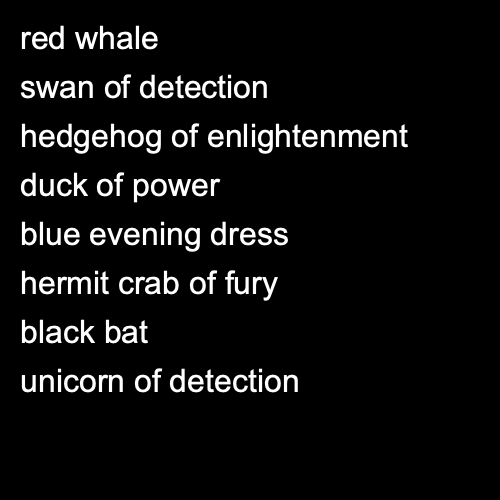 red whale
swan of detection
hedgehog of enlightenment
duck of power
blue evening dress
hermit crab of fury
black bat
unicorn of detection